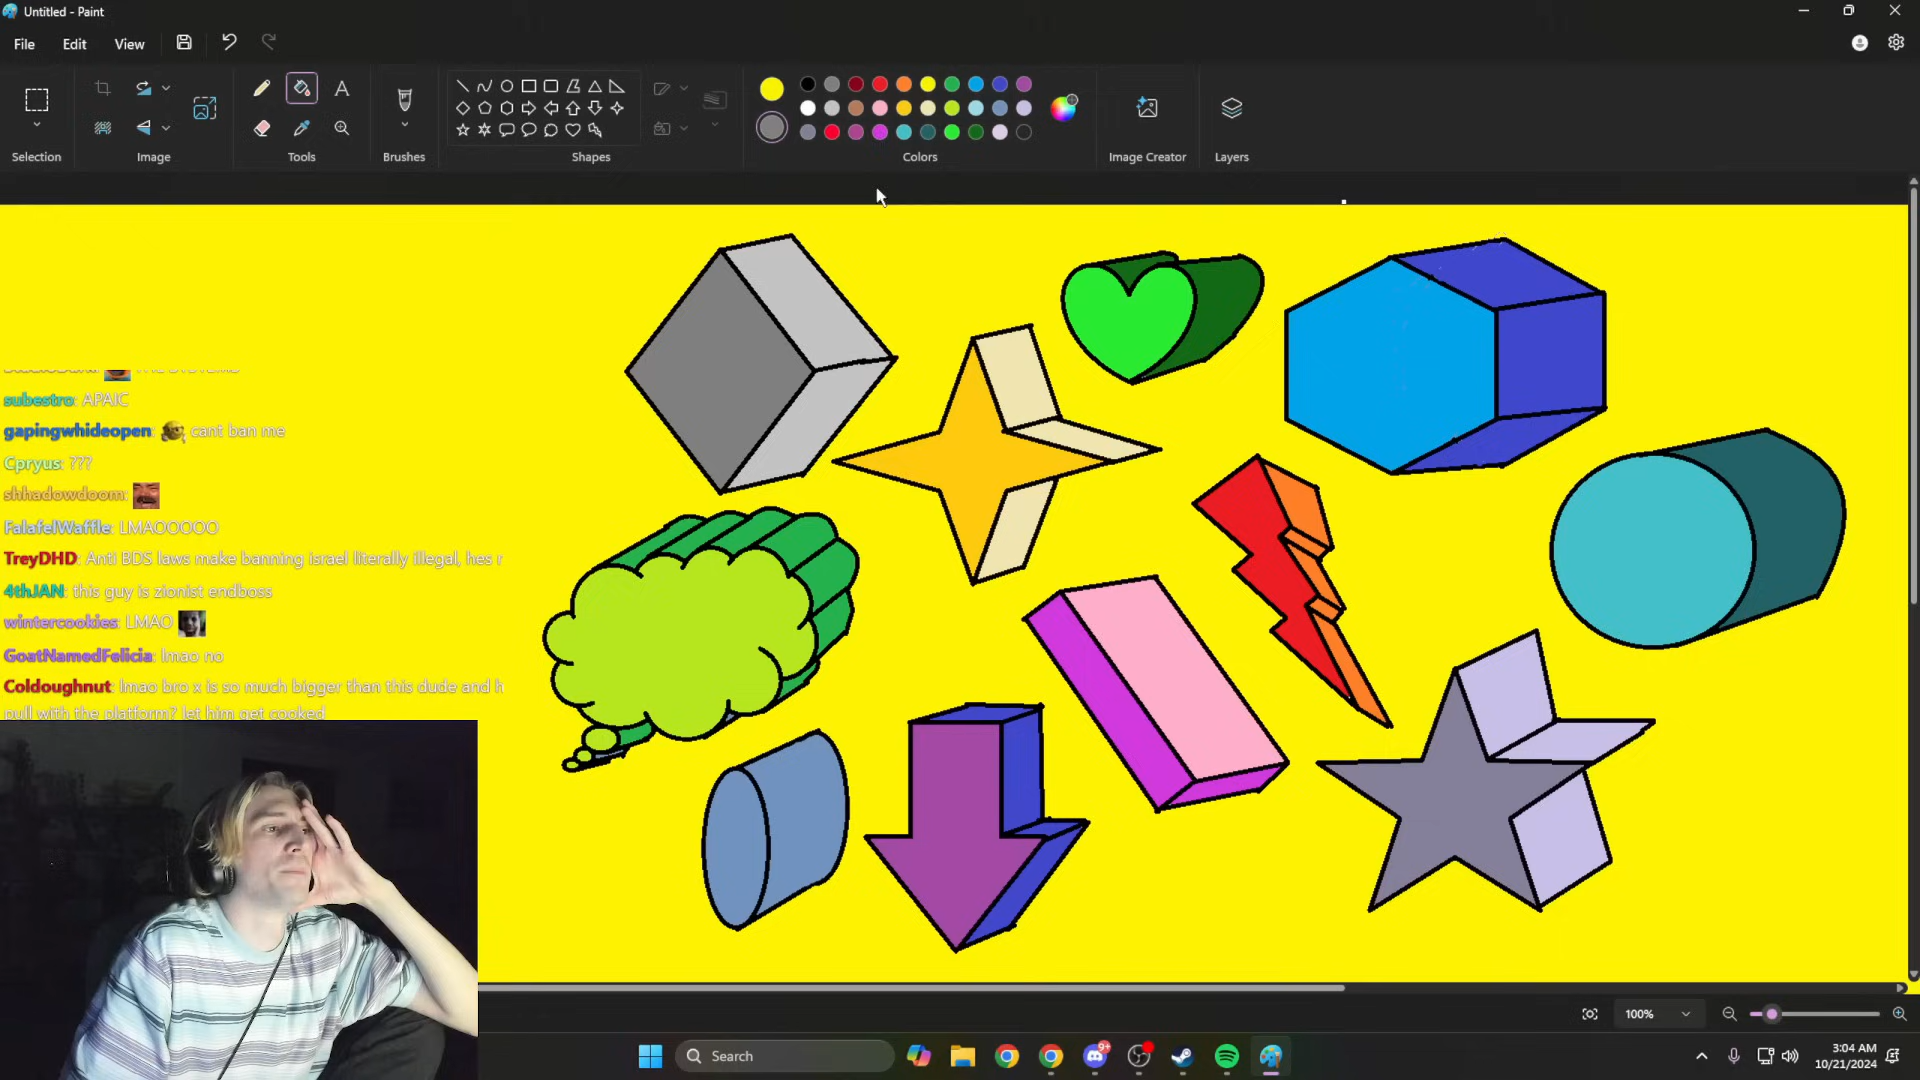 Untitled - Paint
File Edit View
Selection Image Tools Brushes Shapes Colors Image Creator Layers
subestro: APAIC
gapingwhideopen: cant ban me
Cpryus: ???
shhadowdoom:
FalafelWaffle: LMAOOOOO
TreyDHD: Anti BDS laws make banning israel literally illegal, hes r
4thJAN: this guy is zionist endboss
wintercookies: LMAO
GoatNamedFelicia: lmao no
Coldoughnut: lmao bro x is so much bigger than this dude and h
pull with the platform? let him get cooked
100%
Search
9+
3:04 AM
10/21/2024